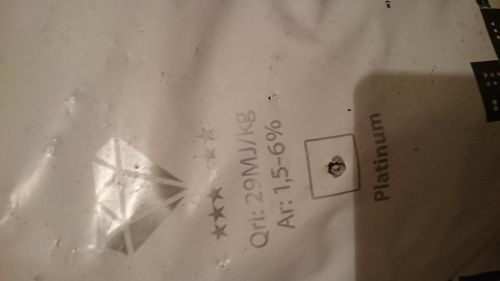 Qri: 29MJ/kg
Ar: 1,5-6%
Platinum